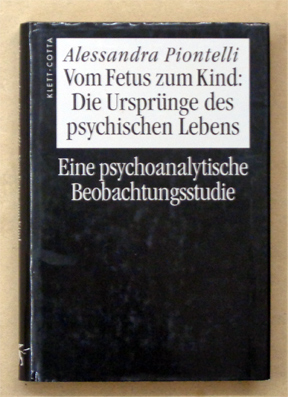 KLETT-COTTA
Alessandra Piontelli
Vom Fetus zum Kind:
Die Ursprünge des
psychischen Lebens
Eine psychoanalytische
Beobachtungsstudie